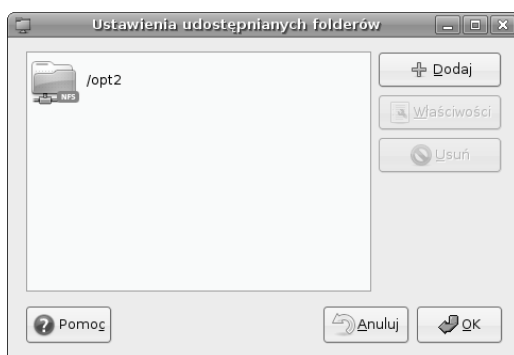 Ustawienia udostępnianych folderów
/opt2
NFS
Dodaj
Właściwości
Usuń
Pomoc
Anuluj
OK